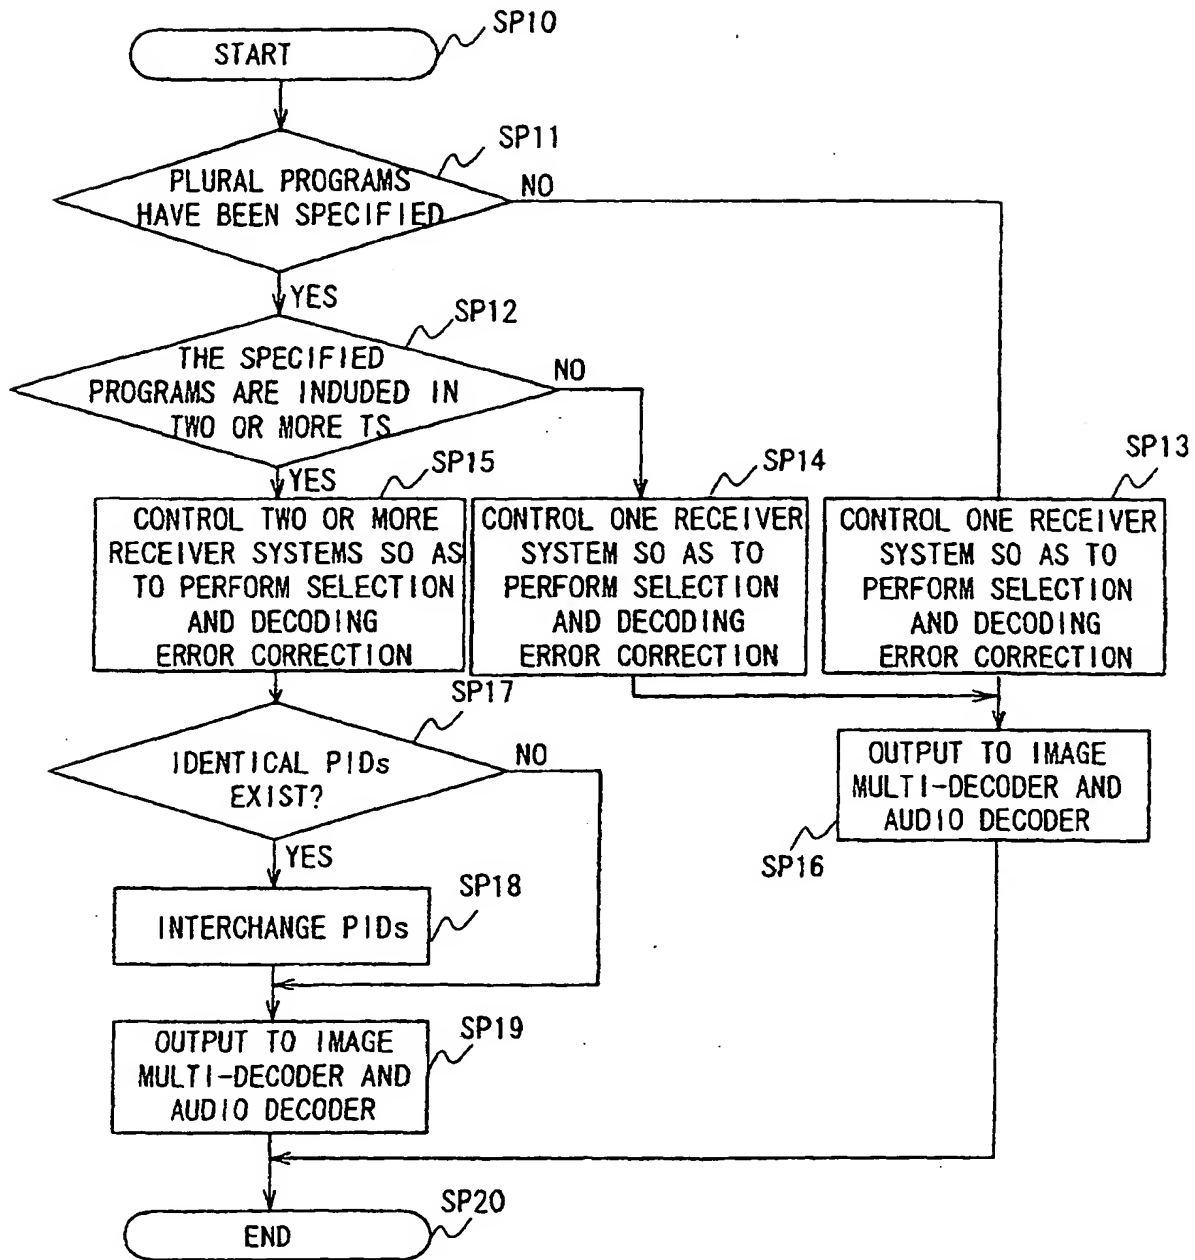 SP10
START
SP11
PLURAL PROGRAMS
HAVE BEEN SPECIFIED
NO
YES
SP12
THE SPECIFIED
PROGRAMS ARE INDUDED IN
TWO OR MORE TS
NO
YES
SP15
CONTROL TWO OR MORE
RECEIVER SYSTEMS SO AS
TO PERFORM SELECTION
AND DECODING
ERROR CORRECTION
SP14
CONTROL ONE RECEIVER
SYSTEM SO AS TO
PERFORM SELECTION
AND DECODING
ERROR CORRECTION
SP13
CONTROL ONE RECEIVER
SYSTEM SO AS TO
PERFORM SELECTION
AND DECODING
ERROR CORRECTION
SP17
IDENTICAL PIDs
EXIST?
NO
YES
OUTPUT TO IMAGE
MULTI-DECODER AND
AUDIO DECODER
SP16
SP18
INTERCHANGE PIDs
SP19
OUTPUT TO IMAGE
MULTI-DECODER AND
AUDIO DECODER
SP20
END